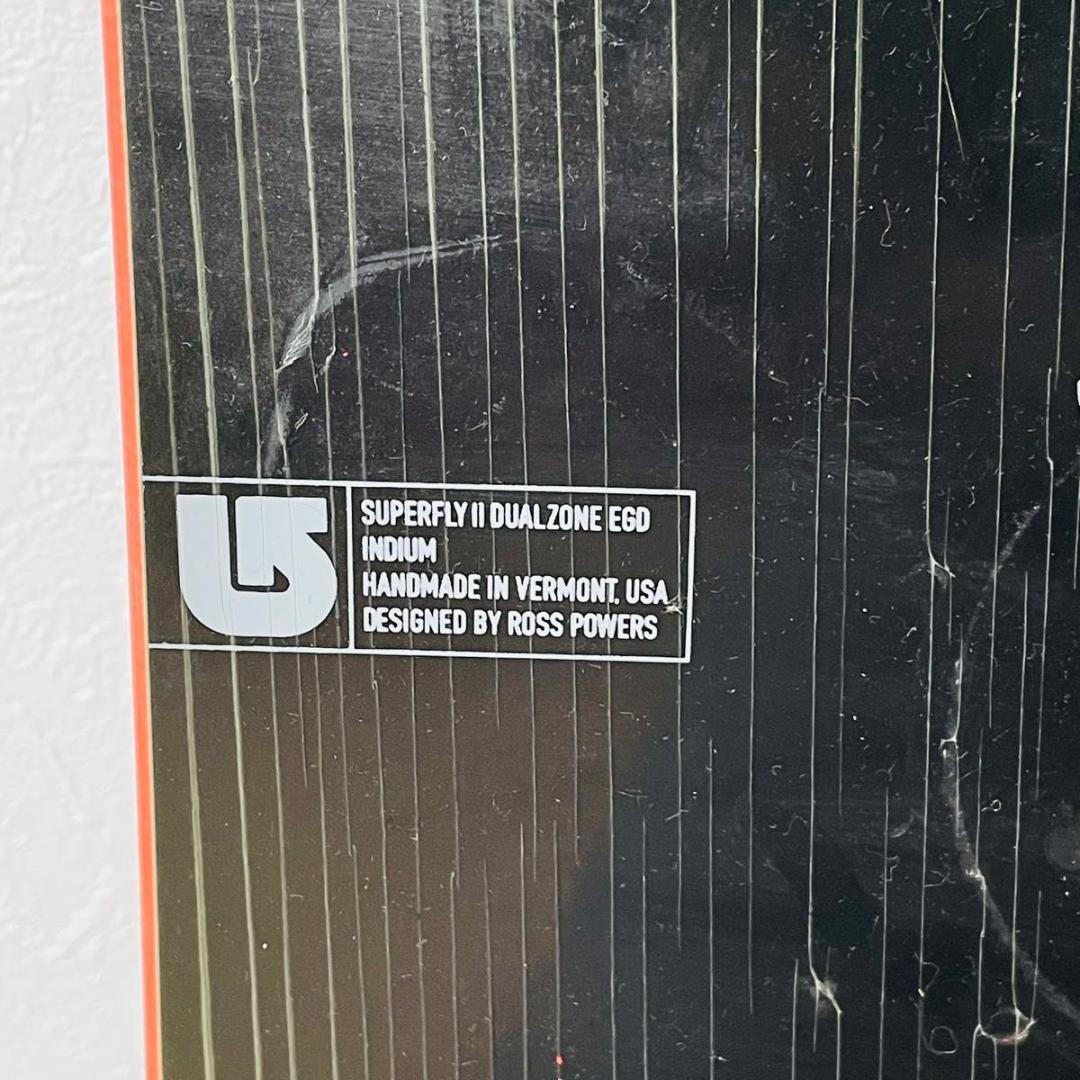 SUPERFLY II DUALZONE EGD
INDIUM
HANDMADE IN VERMONT, USA
DESIGNED BY ROSS POWERS